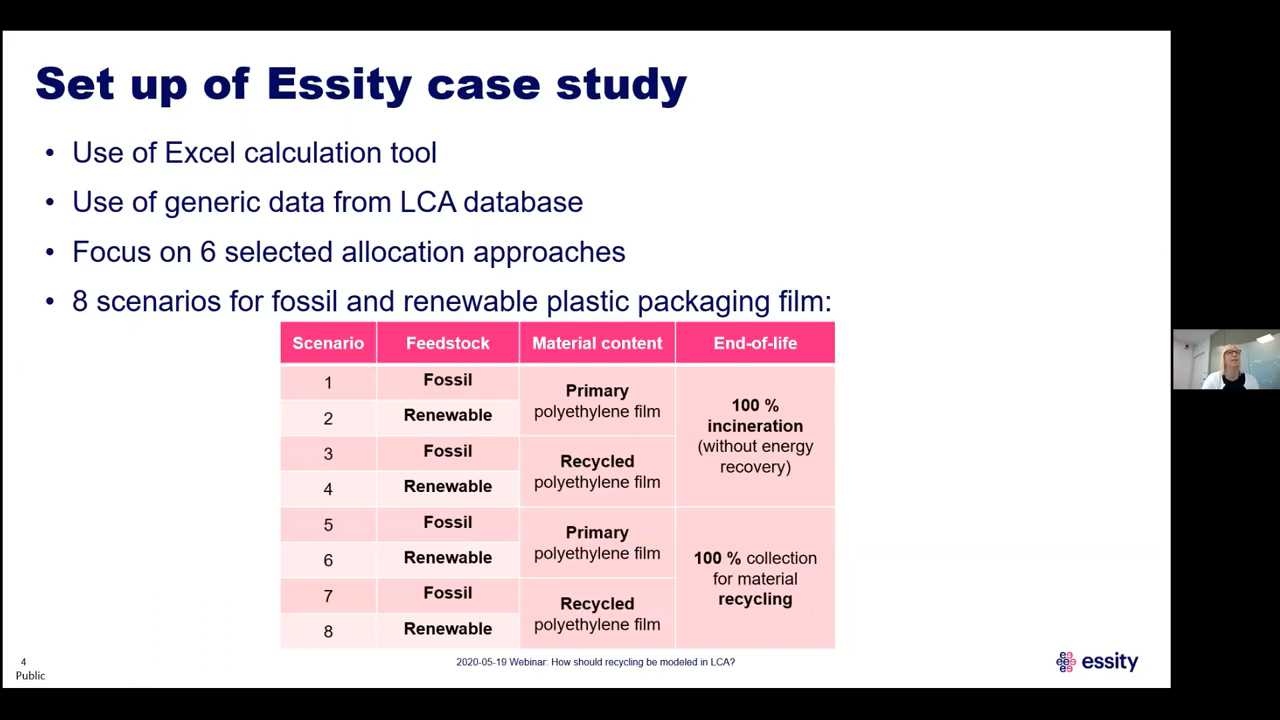 Set up of Essity case study
• Use of Excel calculation tool
• Use of generic data from LCA database
• Focus on 6 selected allocation approaches
• 8 scenarios for fossil and renewable plastic packaging film:
Scenario Feedstock Material content End-of-life
1 Fossil
2 Renewable
Primary
polyethylene film
3 Fossil
4 Renewable
Recycled
polyethylene film
100 %
incineration
(without energy
recovery)
5 Fossil
6 Renewable
Primary
polyethylene film
7 Fossil
8 Renewable
Recycled
polyethylene film
100 % collection
for material
recycling
4
Public
2020-05-19 Webinar: How should recycling be modeled in LCA?
essity